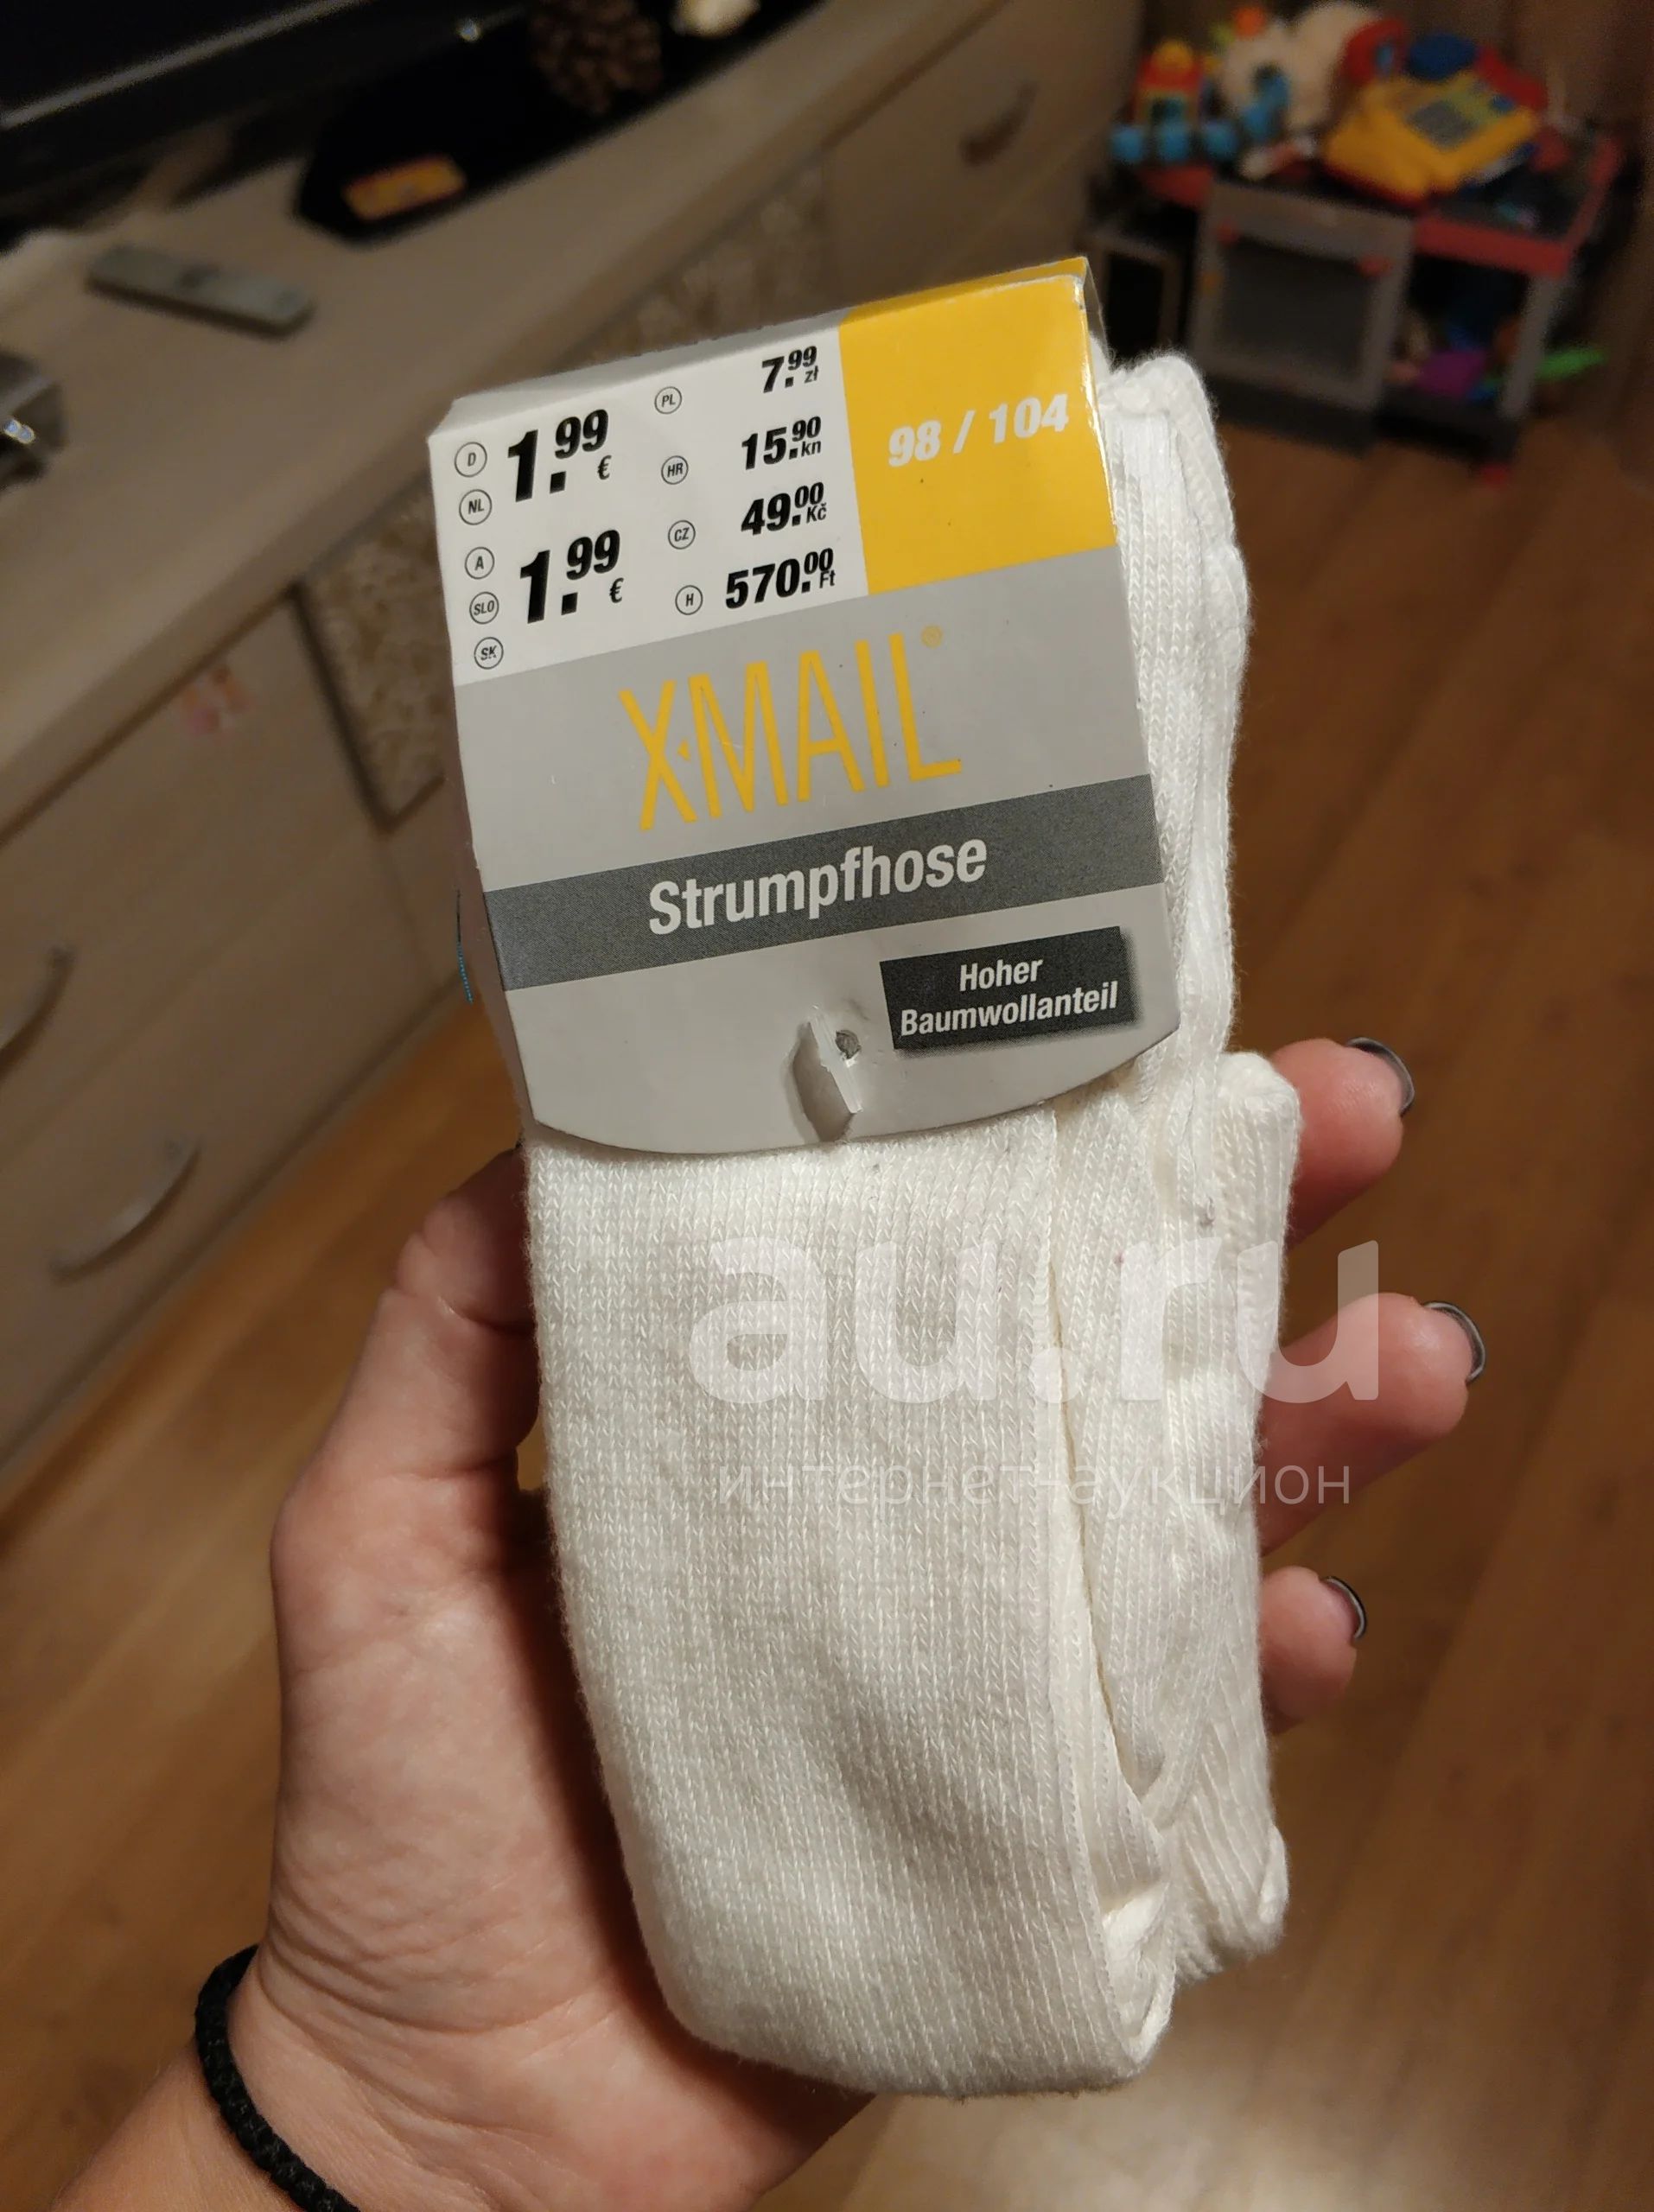 D
NL
1.99 €
A
SLO
SK
1.99 €
PL 7.99 zł
HR 15.90 kn
CZ 49.00 Kč
H 570.00 Ft
98 / 104
X-MAIL®
Strumpfhose
Hoher
Baumwollanteil
au.ru
интернет-аукцион